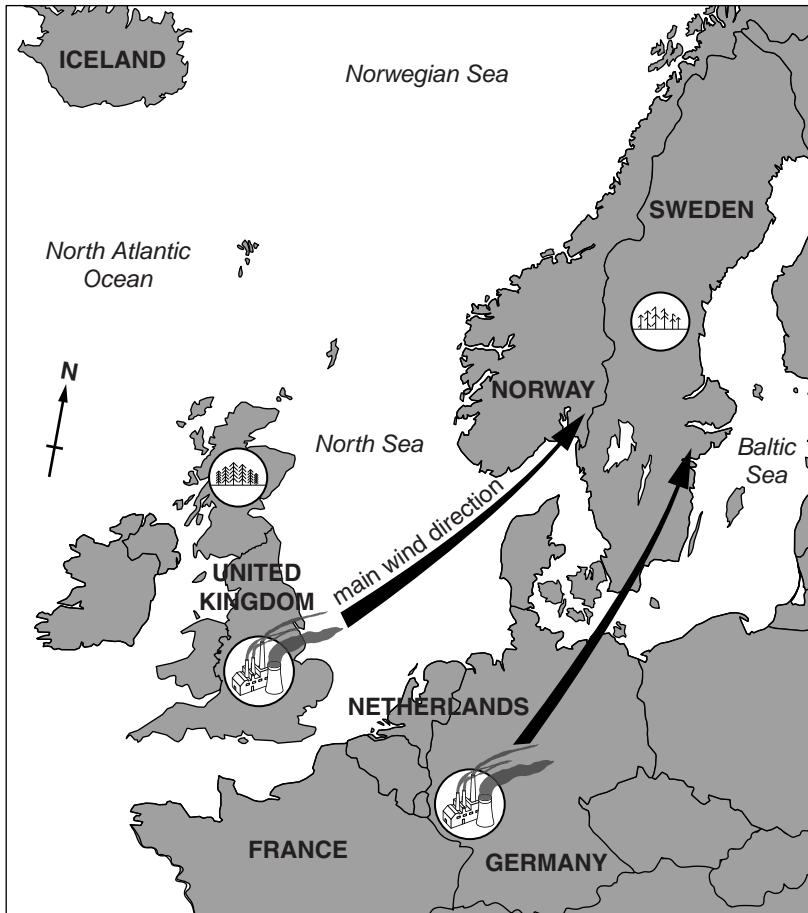 ICELAND
Norwegian Sea
SWEDEN
North Atlantic
Ocean
N
NORWAY
North Sea
Baltic
Sea
main wind direction
UNITED
KINGDOM
NETHERLANDS
FRANCE
GERMANY